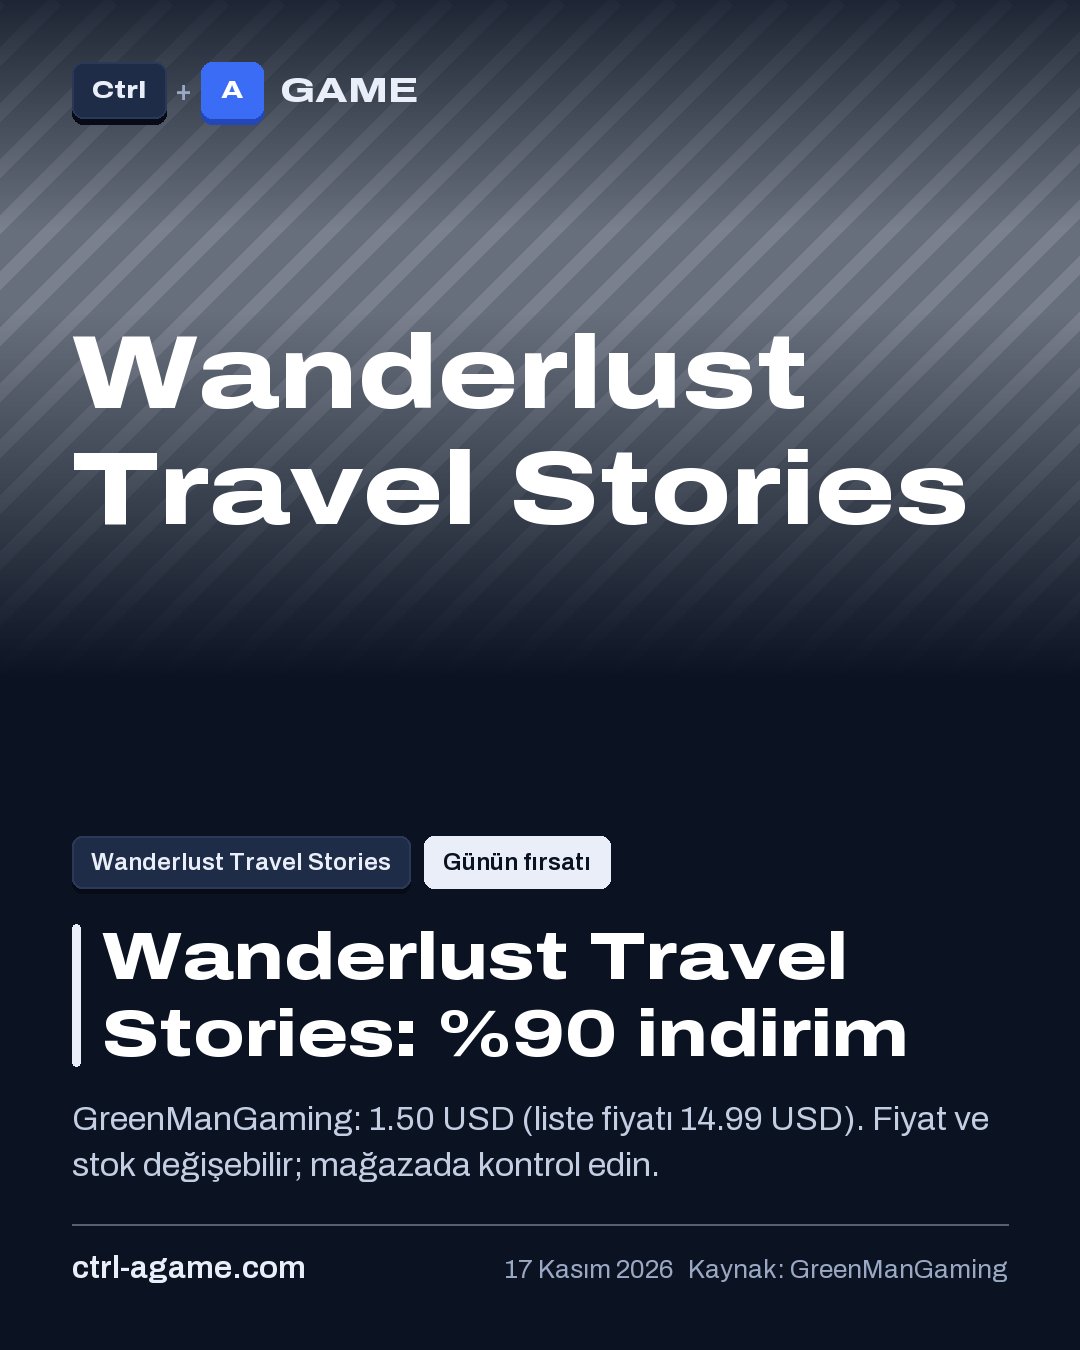 Ctrl + A GAME
Wanderlust
Travel Stories
Wanderlust Travel Stories Günün fırsatı
Wanderlust Travel
Stories: %90 indirim
GreenManGaming: 1.50 USD (liste fiyatı 14.99 USD). Fiyat ve
stok değişebilir; mağazada kontrol edin.
ctrl-agame.com 17 Kasım 2026 Kaynak: GreenManGaming